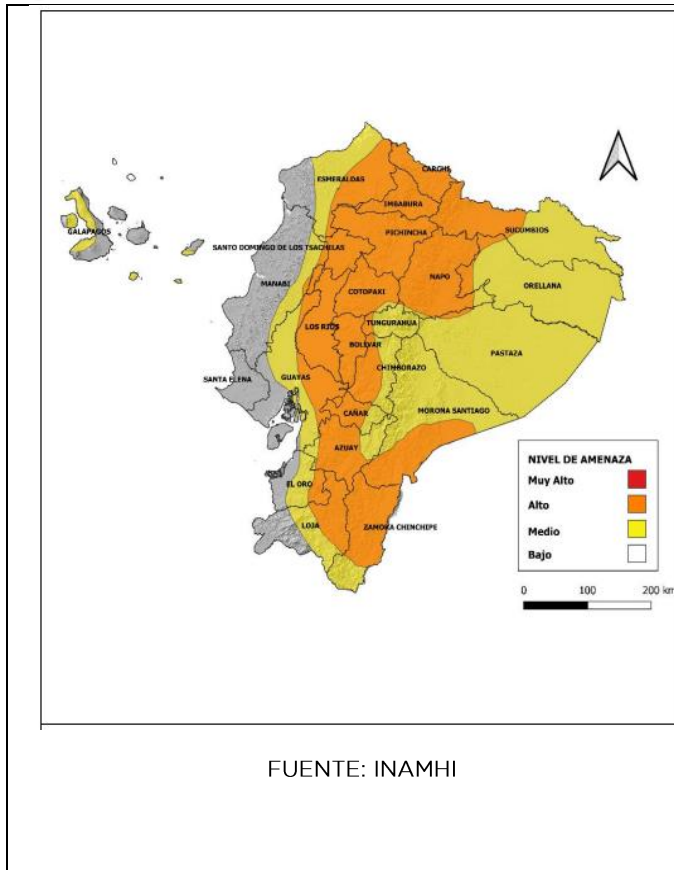 CARCHI
ESMERALDAS
IMBABURA
PICHINCHA
SUCUMBIOS
GALAPAGOS
SANTO DOMINGO DE LOS TSACHILAS
NAPO
MANABI
COTOPAXI
ORELLANA
LOS RIOS
TUNGURAHUA
BOLIVAR
PASTAZA
CHIMBORAZO
SANTA ELENA
GUAYAS
CAÑAR
MORONA SANTIAGO
AZUAY
EL ORO
LOJA
ZAMORA CHINCHIPE
NIVEL DE AMENAZA
Muy Alto
Alto
Medio
Bajo
0 100 200 km
FUENTE: INAMHI